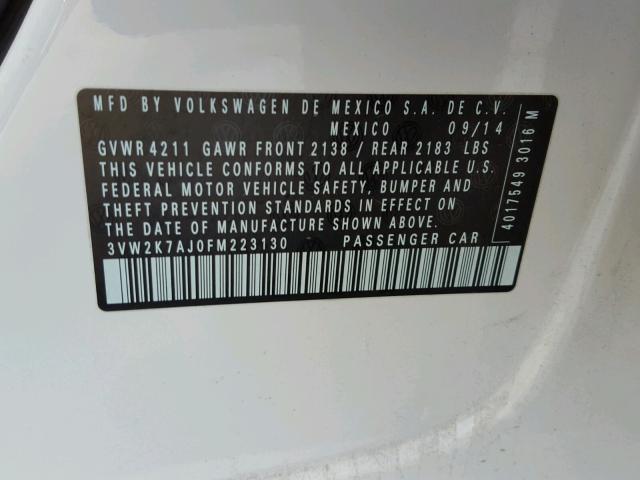 MFD BY VOLKSWAGEN DE MEXICO S.A. DE C.V.
MEXICO 09/14
GVWR 4211 GAWR FRONT 2138 / REAR 2183 LBS
THIS VEHICLE CONFORMS TO ALL APPLICABLE U.S.
FEDERAL MOTOR VEHICLE SAFETY, BUMPER AND
THEFT PREVENTION STANDARDS IN EFFECT ON
THE DATE OF MANUFACTURE SHOWN ABOVE.
3VW2K7AJ0FM223130 PASSENGER CAR
4017549 3016 M